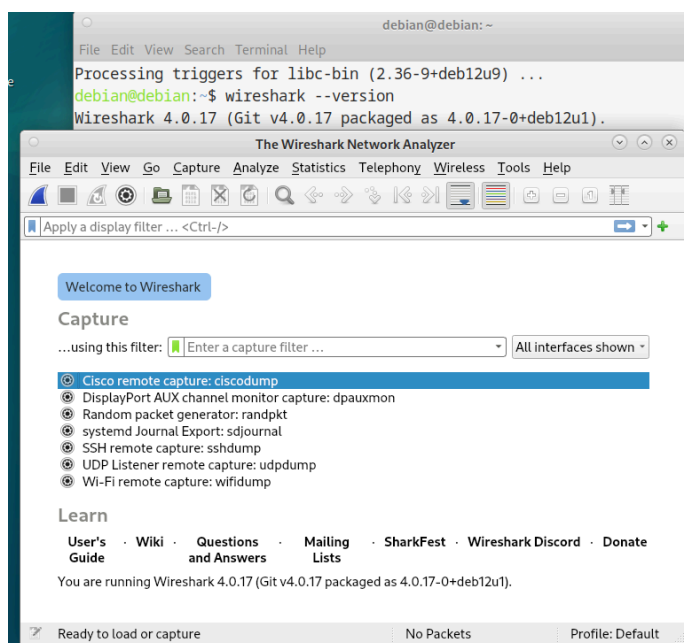 debian@debian: ~
File Edit View Search Terminal Help
e
Processing triggers for libc-bin (2.36-9+deb12u9) ...
debian@debian:~$ wireshark --version
Wireshark 4.0.17 (Git v4.0.17 packaged as 4.0.17-0+deb12u1).
The Wireshark Network Analyzer
File Edit View Go Capture Analyze Statistics Telephony Wireless Tools Help
Apply a display filter ... <Ctrl-/>
Welcome to Wireshark
Capture
...using this filter: Enter a capture filter ... All interfaces shown
Cisco remote capture: ciscodump
DisplayPort AUX channel monitor capture: dpauxmon
Random packet generator: randpkt
systemd Journal Export: sdjournal
SSH remote capture: sshdump
UDP Listener remote capture: udpdump
Wi-Fi remote capture: wifidump
Learn
User's Guide · Wiki · Questions and Answers · Mailing Lists · SharkFest · Wireshark Discord · Donate
You are running Wireshark 4.0.17 (Git v4.0.17 packaged as 4.0.17-0+deb12u1).
Ready to load or capture No Packets Profile: Default